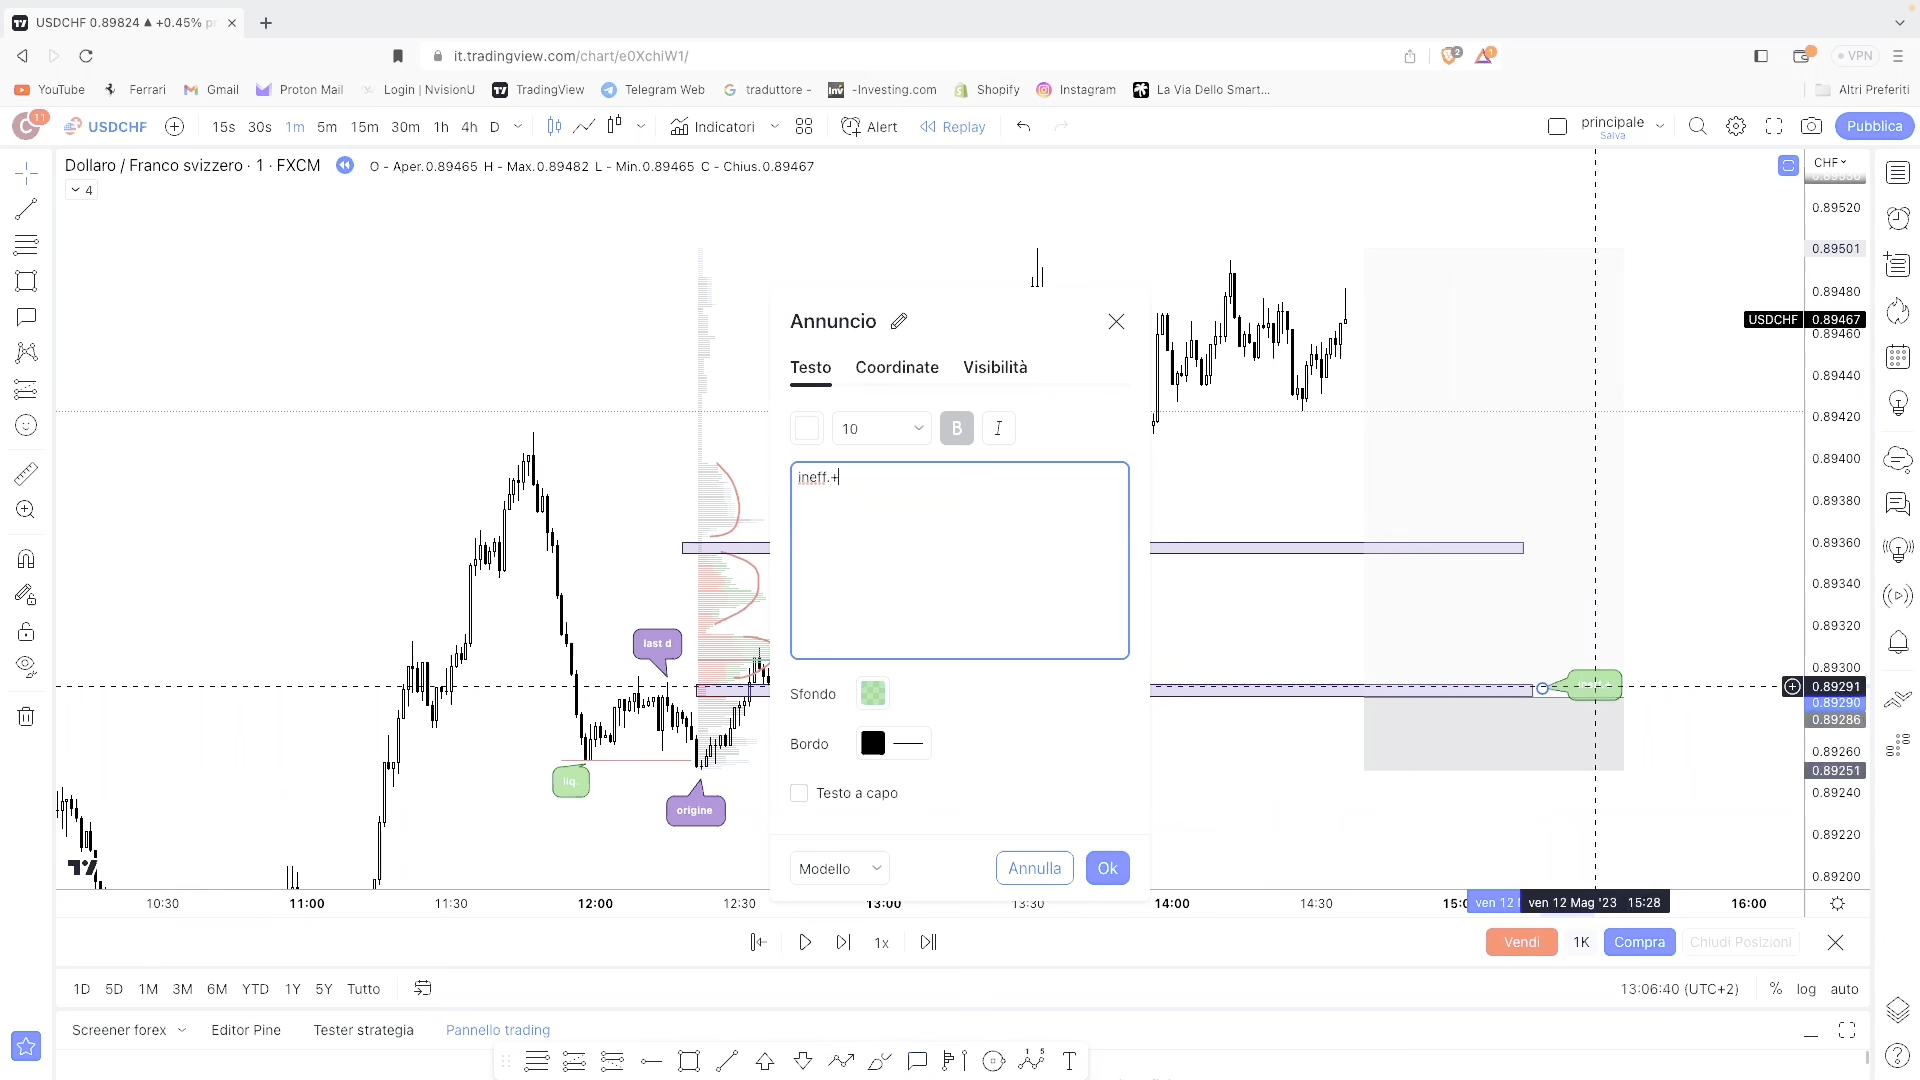 USDCHF 0.89824 ▲ +0.45%
it.tradingview.com/chart/e0XchiW1/
2
1
VPN
YouTube
Ferrari
Gmail
Proton Mail
Login | NvisionU
TradingView
Telegram Web
traduttore -
-Investing.com
Shopify
Instagram
La Via Dello Smart...
Altri Preferiti
C
11
USDCHF
15s
30s
1m
5m
15m
30m
1h
4h
D
Indicatori
Alert
Replay
principale
Salva
Pubblica
Dollaro / Franco svizzero · 1 · FXCM
O - Aper.0.89465 H - Max.0.89482 L - Min.0.89465 C - Chius.0.89467
4
CHF
0.89520
0.89501
0.89480
USDCHF 0.89467
0.89460
0.89440
0.89420
0.89400
0.89380
0.89360
0.89340
0.89320
0.89300
0.89291
0.89290
0.89286
0.89260
0.89251
0.89240
0.89220
0.89200
Annuncio
Testo
Coordinate
Visibilità
10
B
I
ineff.+
Sfondo
Bordo
Testo a capo
Modello
Annulla
Ok
last d
liq.
origine
10:30
11:00
11:30
12:00
12:30
13:00
13:30
14:00
14:30
15:0
ven 12
ven 12 Mag '23 15:28
16:00
1x
Vendi
1K
Compra
Chiudi Posizioni
1D
5D
1M
3M
6M
YTD
1Y
5Y
Tutto
13:06:40 (UTC+2)
%
log
auto
Screener forex
Editor Pine
Tester strategia
Pannello trading